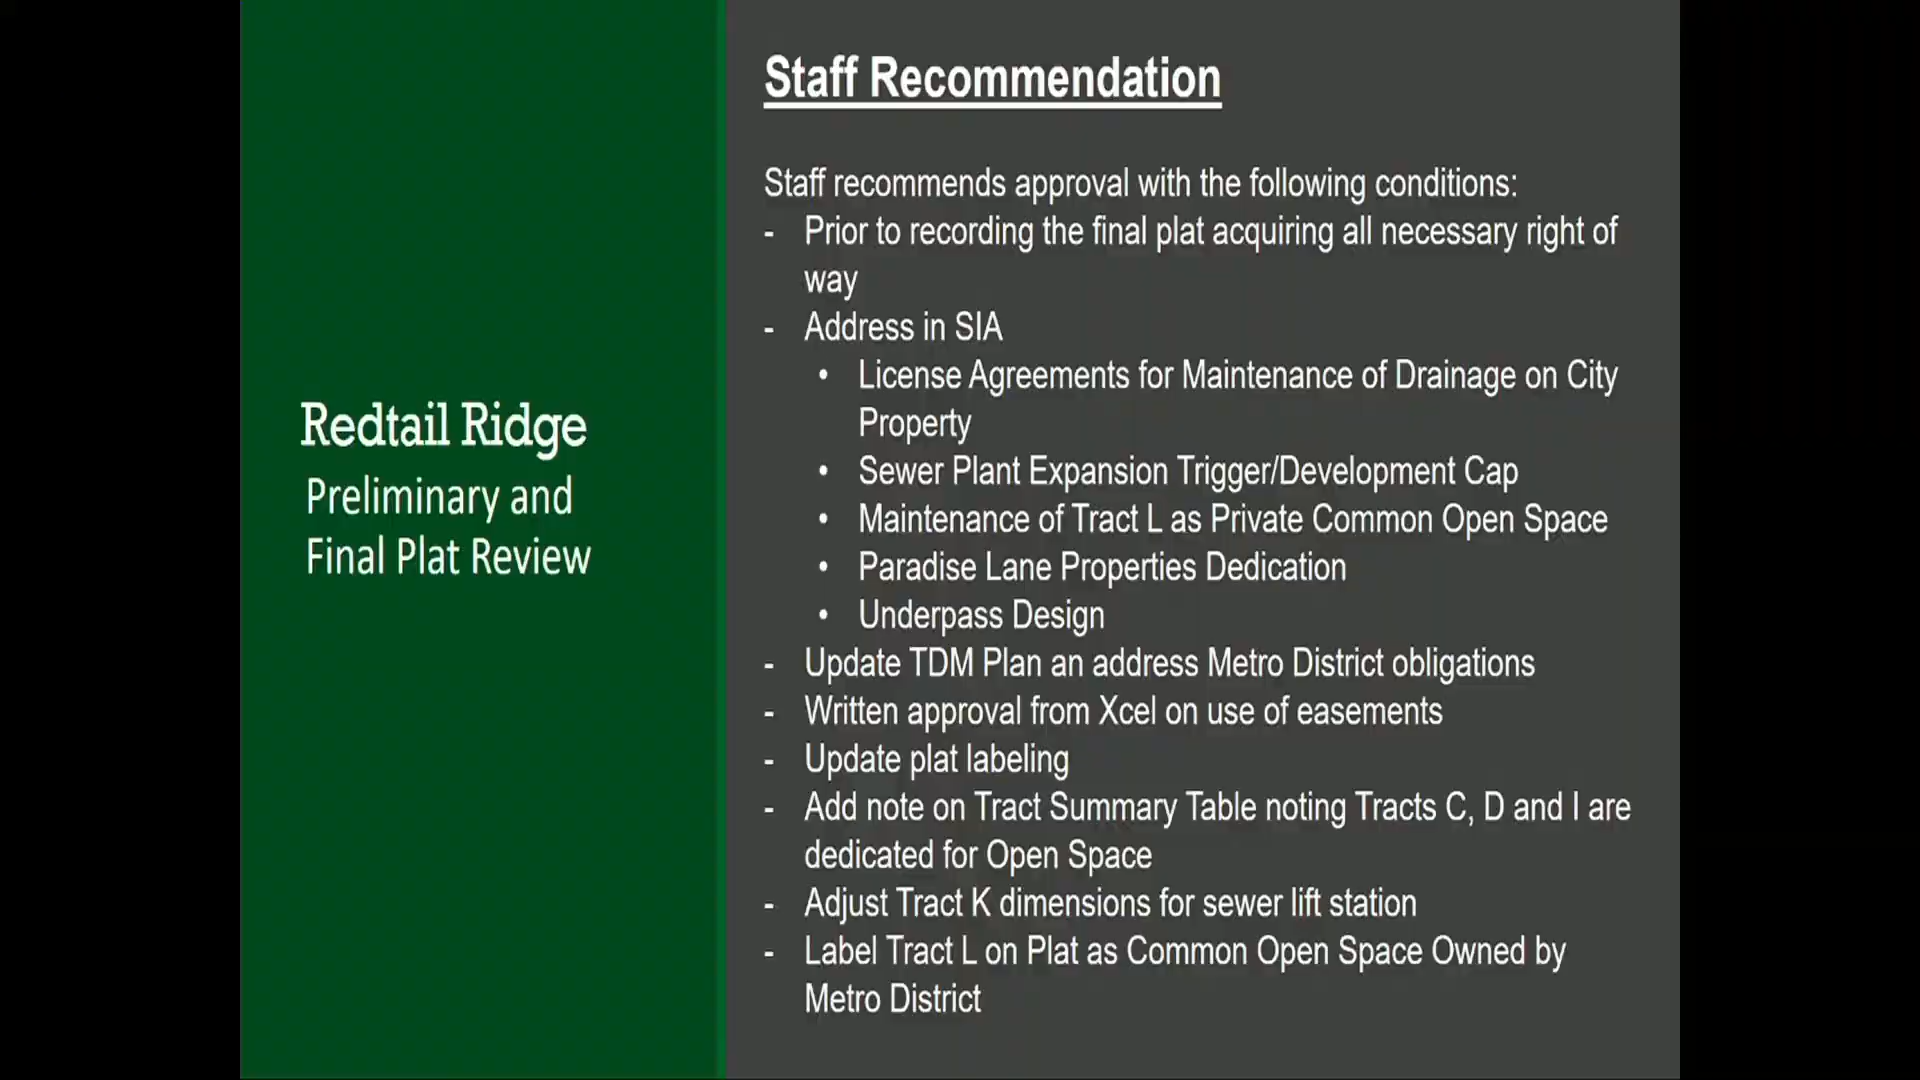 Redtail Ridge
Preliminary and
Final Plat Review
Staff Recommendation
Staff recommends approval with the following conditions:
- Prior to recording the final plat acquiring all necessary right of
way
- Address in SIA
• License Agreements for Maintenance of Drainage on City
Property
• Sewer Plant Expansion Trigger/Development Cap
• Maintenance of Tract L as Private Common Open Space
• Paradise Lane Properties Dedication
• Underpass Design
- Update TDM Plan an address Metro District obligations
- Written approval from Xcel on use of easements
- Update plat labeling
- Add note on Tract Summary Table noting Tracts C, D and I are
dedicated for Open Space
- Adjust Tract K dimensions for sewer lift station
- Label Tract L on Plat as Common Open Space Owned by
Metro District